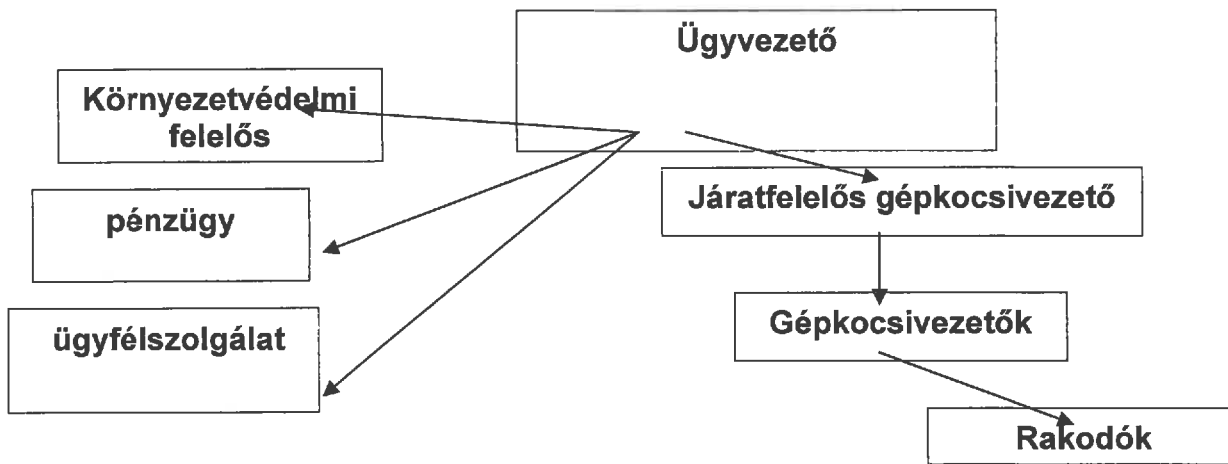 Ügyvezető
Környezetvédelmi
felelős
Járatfelelős gépkocsivezető
pénzügy
Gépkocsivezetők
ügyfélszolgálat
Rakodók